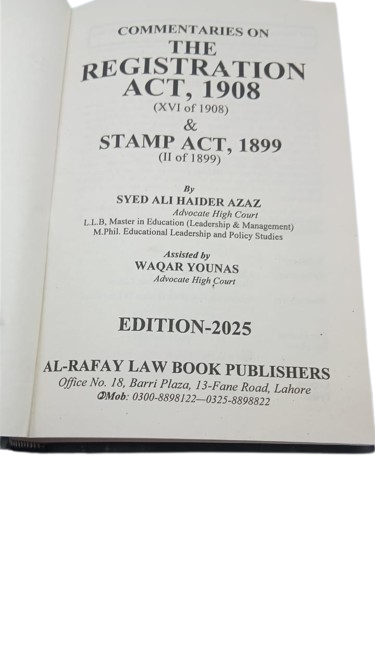 COMMENTARIES ON
THE
REGISTRATION
ACT, 1908
(XVI of 1908)
&
STAMP ACT, 1899
(II of 1899)
By
SYED ALI HAIDER AZAZ
Advocate High Court
L.L.B, Master in Education (Leadership & Management)
M.Phil. Educational Leadership and Policy Studies
Assisted by
WAQAR YOUNAS
Advocate High Court
EDITION-2025
AL-RAFAY LAW BOOK PUBLISHERS
Office No. 18, Barri Plaza, 13-Fane Road, Lahore
✆Mob: 0300-8898122—0325-8898822